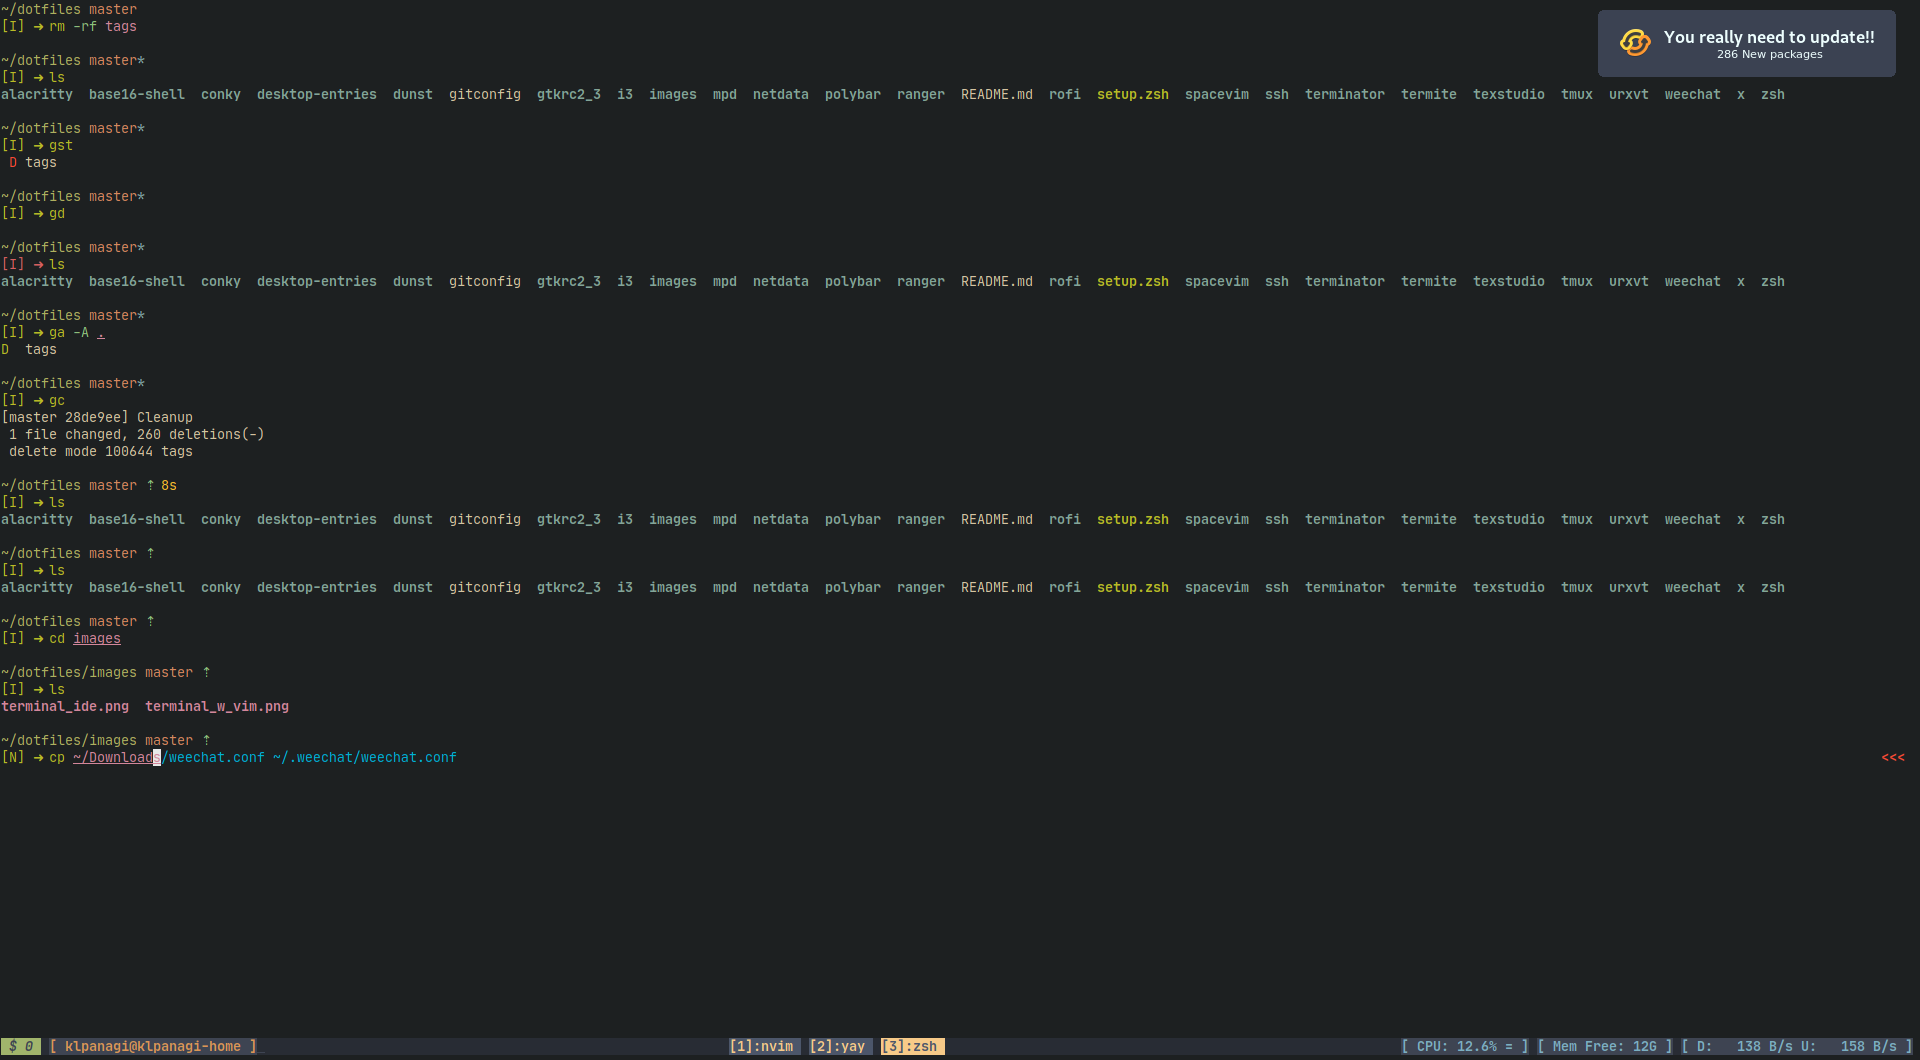 ~/dotfiles master
[I] ➜ rm -rf tags
You really need to update!!
286 New packages
~/dotfiles master*
[I] ➜ ls
alacritty  base16-shell  conky  desktop-entries  dunst  gitconfig  gtkrc2_3  i3  images  mpd  netdata  polybar  ranger  README.md  rofi  setup.zsh  spacevim  ssh  terminator  termite  texstudio  tmux  urxvt  weechat  x  zsh
~/dotfiles master*
[I] ➜ gst
 D tags
~/dotfiles master*
[I] ➜ gd
~/dotfiles master*
[I] ➜ ls
alacritty  base16-shell  conky  desktop-entries  dunst  gitconfig  gtkrc2_3  i3  images  mpd  netdata  polybar  ranger  README.md  rofi  setup.zsh  spacevim  ssh  terminator  termite  texstudio  tmux  urxvt  weechat  x  zsh
~/dotfiles master*
[I] ➜ ga -A .
D  tags
~/dotfiles master*
[I] ➜ gc
[master 28de9ee] Cleanup
 1 file changed, 260 deletions(-)
 delete mode 100644 tags
~/dotfiles master ⇡ 8s
[I] ➜ ls
alacritty  base16-shell  conky  desktop-entries  dunst  gitconfig  gtkrc2_3  i3  images  mpd  netdata  polybar  ranger  README.md  rofi  setup.zsh  spacevim  ssh  terminator  termite  texstudio  tmux  urxvt  weechat  x  zsh
~/dotfiles master ⇡
[I] ➜ ls
alacritty  base16-shell  conky  desktop-entries  dunst  gitconfig  gtkrc2_3  i3  images  mpd  netdata  polybar  ranger  README.md  rofi  setup.zsh  spacevim  ssh  terminator  termite  texstudio  tmux  urxvt  weechat  x  zsh
~/dotfiles master ⇡
[I] ➜ cd images
~/dotfiles/images master ⇡
[I] ➜ ls
terminal_ide.png  terminal_w_vim.png
~/dotfiles/images master ⇡
[N] ➜ cp ~/Downloads/weechat.conf ~/.weechat/weechat.conf <<<
$ 0 [ klpanagi@klpanagi-home ] [1]:nvim [2]:yay [3]:zsh [ CPU: 12.6% = ] [ Mem Free: 12G ] [ D: 138 B/s U: 158 B/s ]